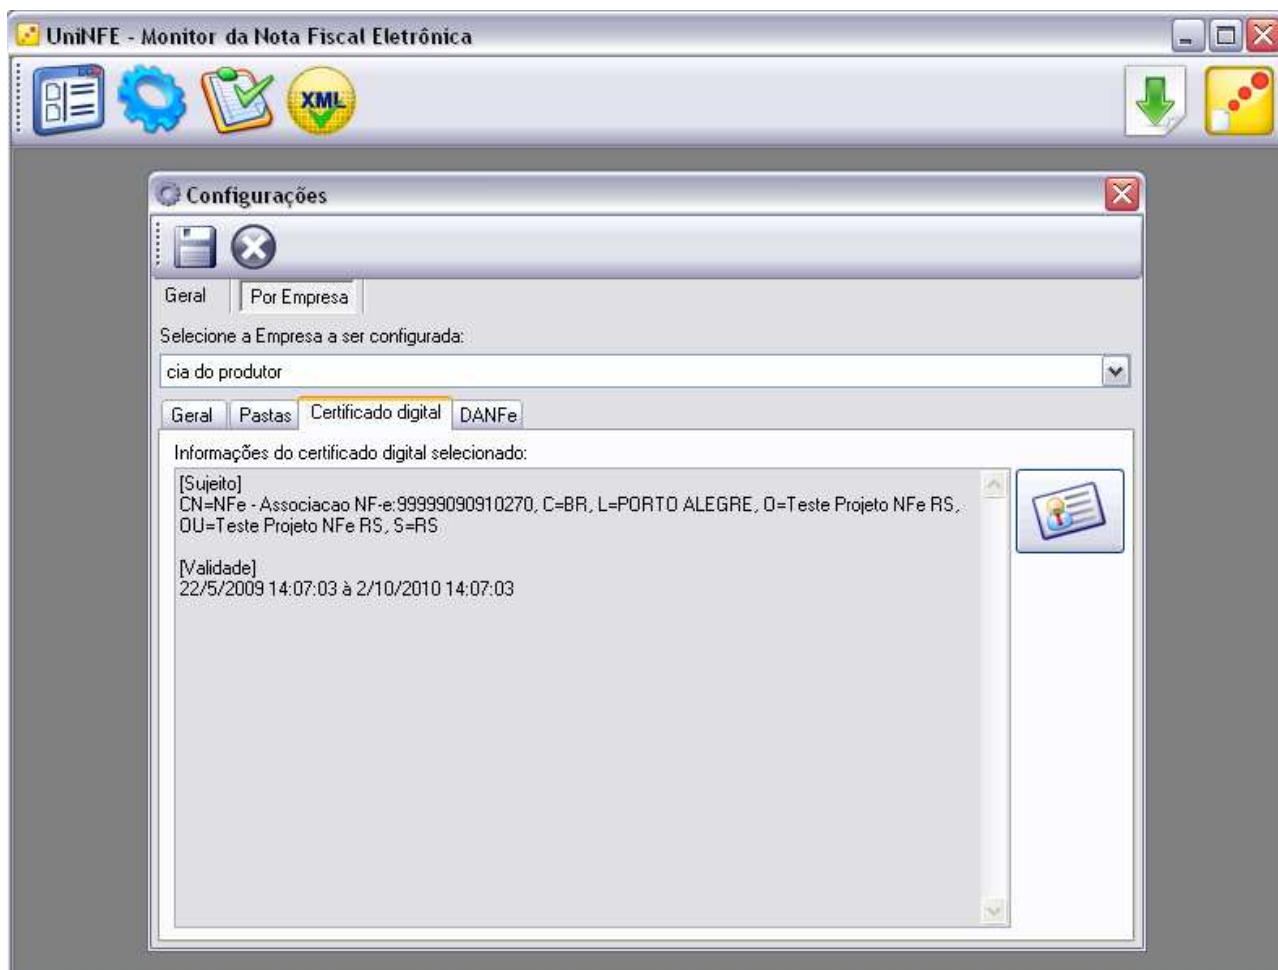 UniNFE - Monitor da Nota Fiscal Eletrônica
XML
Configurações
Geral Por Empresa
Selecione a Empresa a ser configurada:
cia do produtor
Geral Pastas Certificado digital DANFe
Informações do certificado digital selecionado:
[Sujeito]
CN=NFe - Associacao NF-e:99999090910270, C=BR, L=PORTO ALEGRE, O=Teste Projeto NFe RS,
OU=Teste Projeto NFe RS, S=RS
[Validade]
22/5/2009 14:07:03 à 2/10/2010 14:07:03